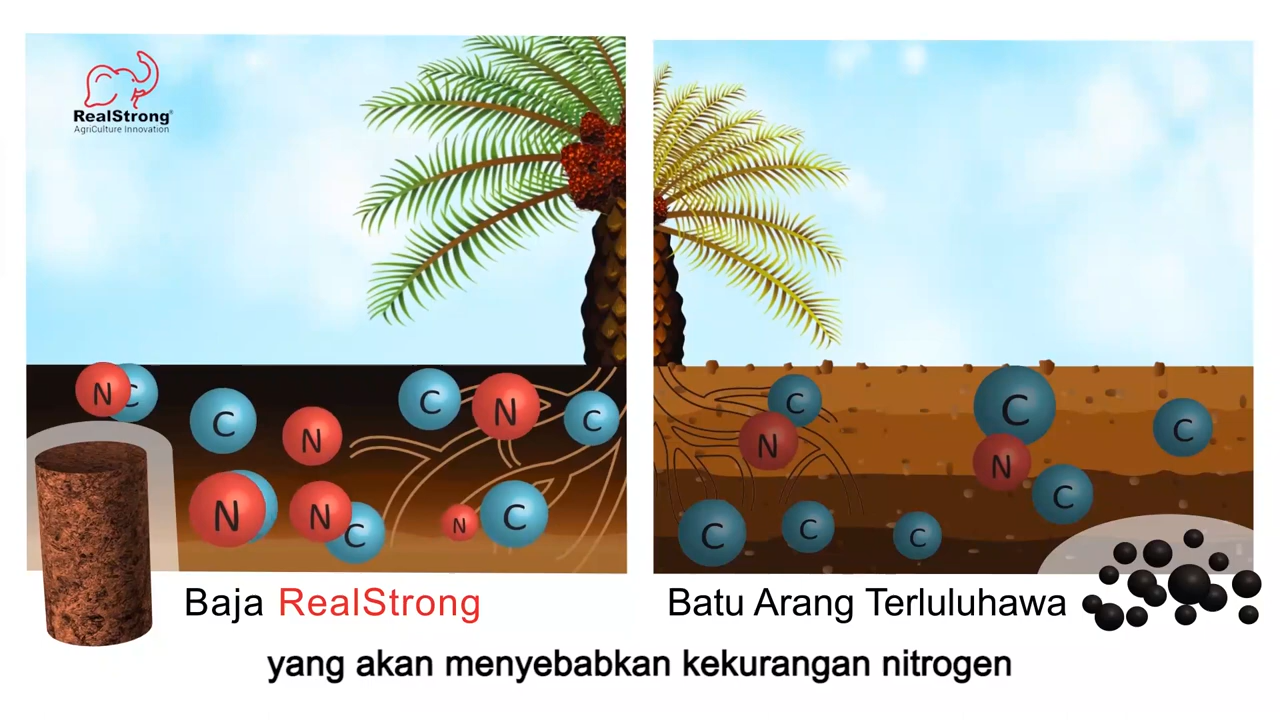 RealStrong®
AgriCulture Innovation
N C C N C N C
N N C N C
C C C
N N C
C C C
Baja RealStrong
Batu Arang Terluluhawa
yang akan menyebabkan kekurangan nitrogen